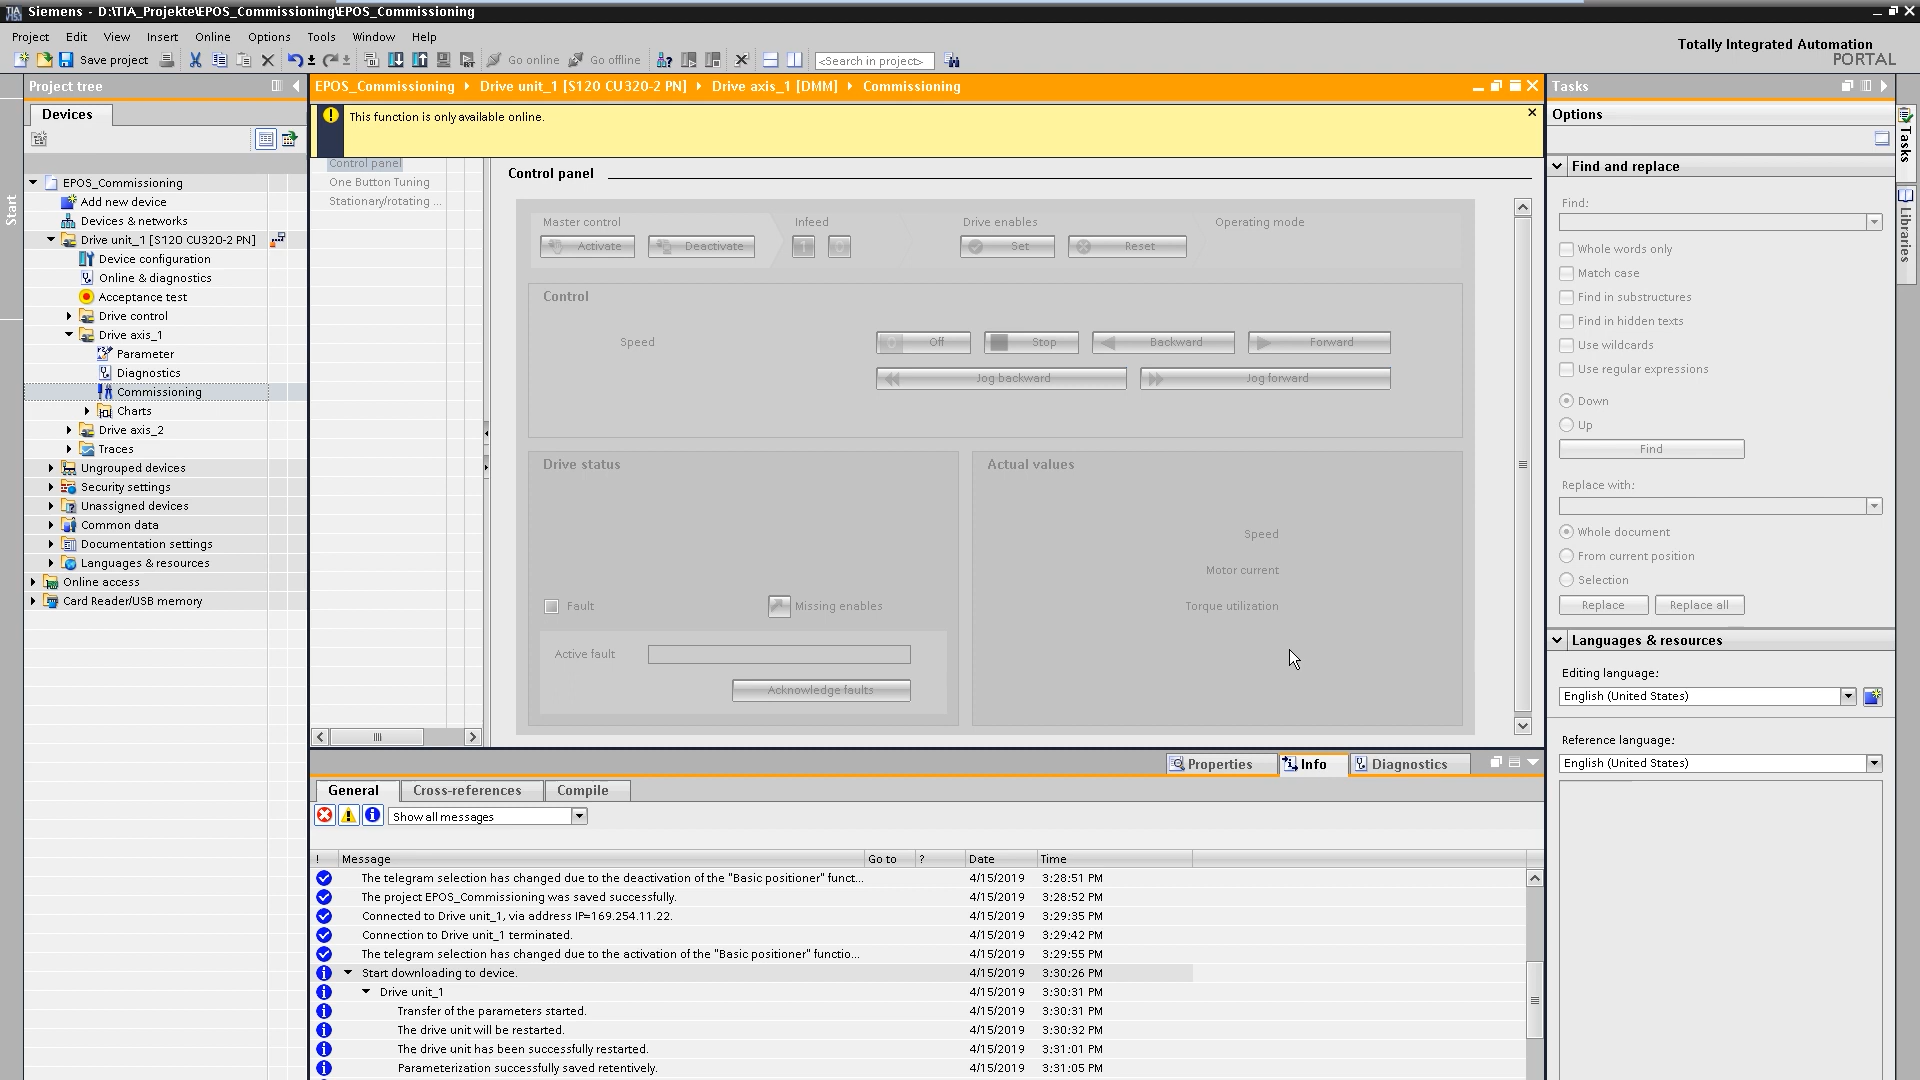 Siemens - D:\TIA_Projekte\EPOS_Commissioning\EPOS_Commissioning
Project Edit View Insert Online Options Tools Window Help
Totally Integrated Automation
PORTAL
Save project
Go online
Go offline
<Search in project>
Project tree
Devices
Start
EPOS_Commissioning
Add new device
Devices & networks
Drive unit_1 [S120 CU320-2 PN]
Device configuration
Online & diagnostics
Acceptance test
Drive control
Drive axis_1
Parameter
Diagnostics
Commissioning
Charts
Drive axis_2
Traces
Ungrouped devices
Security settings
Unassigned devices
Common data
Documentation settings
Languages & resources
Online access
Card Reader/USB memory
EPOS_Commissioning Drive unit_1 [S120 CU320-2 PN] Drive axis_1 [DMM] Commissioning
This function is only available online.
Control panel
One Button Tuning
Stationary/rotating ...
Control panel
Master control Infeed Drive enables Operating mode
Activate Deactivate 1 0 Set Reset
Control
Speed 0 Off Stop Backward Forward
Jog backward Jog forward
Drive status
Fault Missing enables
Active fault
Acknowledge faults
Actual values
Speed
Motor current
Torque utilization
Properties Info Diagnostics
General Cross-references Compile
Show all messages
! Message Go to ? Date Time
The telegram selection has changed due to the deactivation of the "Basic positioner" funct... 4/15/2019 3:28:51 PM
The project EPOS_Commissioning was saved successfully. 4/15/2019 3:28:52 PM
Connected to Drive unit_1, via address IP=169.254.11.22. 4/15/2019 3:29:35 PM
Connection to Drive unit_1 terminated. 4/15/2019 3:29:42 PM
The telegram selection has changed due to the activation of the "Basic positioner" functio... 4/15/2019 3:29:55 PM
Start downloading to device. 4/15/2019 3:30:26 PM
Drive unit_1 4/15/2019 3:30:31 PM
Transfer of the parameters started. 4/15/2019 3:30:31 PM
The drive unit will be restarted. 4/15/2019 3:30:32 PM
The drive unit has been successfully restarted. 4/15/2019 3:31:01 PM
Parameterization successfully saved retentively. 4/15/2019 3:31:05 PM
Tasks
Options
Find and replace
Find:
Whole words only
Match case
Find in substructures
Find in hidden texts
Use wildcards
Use regular expressions
Down
Up
Find
Replace with:
Whole document
From current position
Selection
Replace Replace all
Languages & resources
Editing language:
English (United States)
Reference language:
English (United States)
Tasks
Libraries